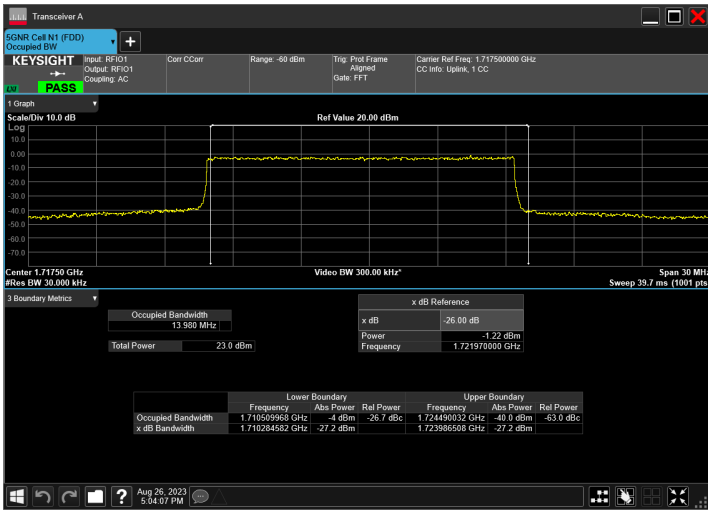 Transceiver A
5GNR Cell N1 (FDD)
Occupied BW
KEYSIGHT
LXI
PASS
Input: RFIO1
Output: RFIO1
Coupling: AC
Corr CCorr
Range: -60 dBm
Trig: Prot Frame
Aligned
Gate: FFT
Carrier Ref Freq: 1.717500000 GHz
CC Info: Uplink, 1 CC
1 Graph
Scale/Div 10.0 dB
Ref Value 20.00 dBm
Log
10.0
0.00
-10.0
-20.0
-30.0
-40.0
-50.0
-60.0
-70.0
Center 1.71750 GHz
Video BW 300.00 kHz*
Span 30 MHz
#Res BW 30.000 kHz
Sweep 39.7 ms (1001 pts
3 Boundary Metrics
Occupied Bandwidth
13.980 MHz
Total Power 23.0 dBm
x dB Reference
x dB -26.00 dB
Power -1.22 dBm
Frequency 1.721970000 GHz
Lower Boundary Upper Boundary
Frequency Abs Power Rel Power Frequency Abs Power Rel Power
Occupied Bandwidth 1.710509968 GHz -4 dBm -26.7 dBc 1.724490032 GHz -40.0 dBm -63.0 dBc
x dB Bandwidth 1.710284582 GHz -27.2 dBm 1.723986508 GHz -27.2 dBm
?
Aug 26, 2023
5:04:07 PM